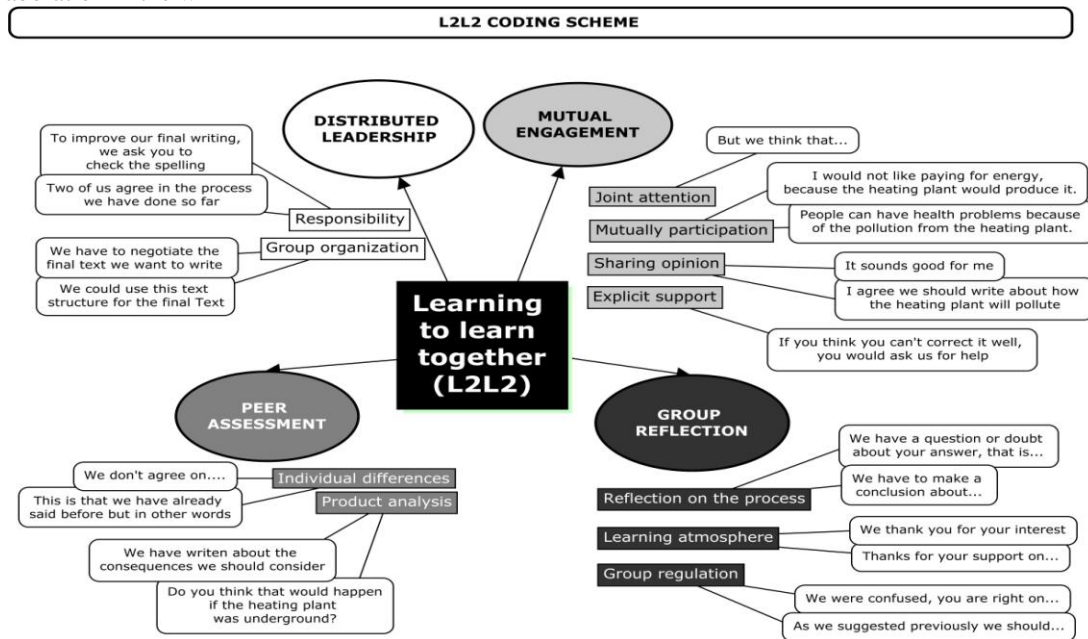 L2L2 CODING SCHEME
DISTRIBUTED
LEADERSHIP
MUTUAL
ENGAGEMENT
To improve our final writing,
we ask you to
check the spelling
Two of us agree in the process
we have done so far
Responsibility
Group organization
We have to negotiate the
final text we want to write
We could use this text
structure for the final Text
But we think that...
Joint attention
I would not like paying for energy,
because the heating plant would produce it.
Mutually participation
People can have health problems because
of the pollution from the heating plant.
Sharing opinion
It sounds good for me
I agree we should write about how
the heating plant will pollute
Explicit support
If you think you can't correct it well,
you would ask us for help
Learning
to learn
together
(L2L2)
PEER
ASSESSMENT
We don't agree on....
Individual differences
This is that we have already
said before but in other words
Product analysis
We have writen about the
consequences we should consider
Do you think that would happen
if the heating plant
was underground?
GROUP
REFLECTION
We have a question or doubt
about your answer, that is...
Reflection on the process
We have to make a
conclusion about...
Learning atmosphere
We thank you for your interest
Thanks for your support on...
Group regulation
We were confused, you are right on...
As we suggested previously we should...